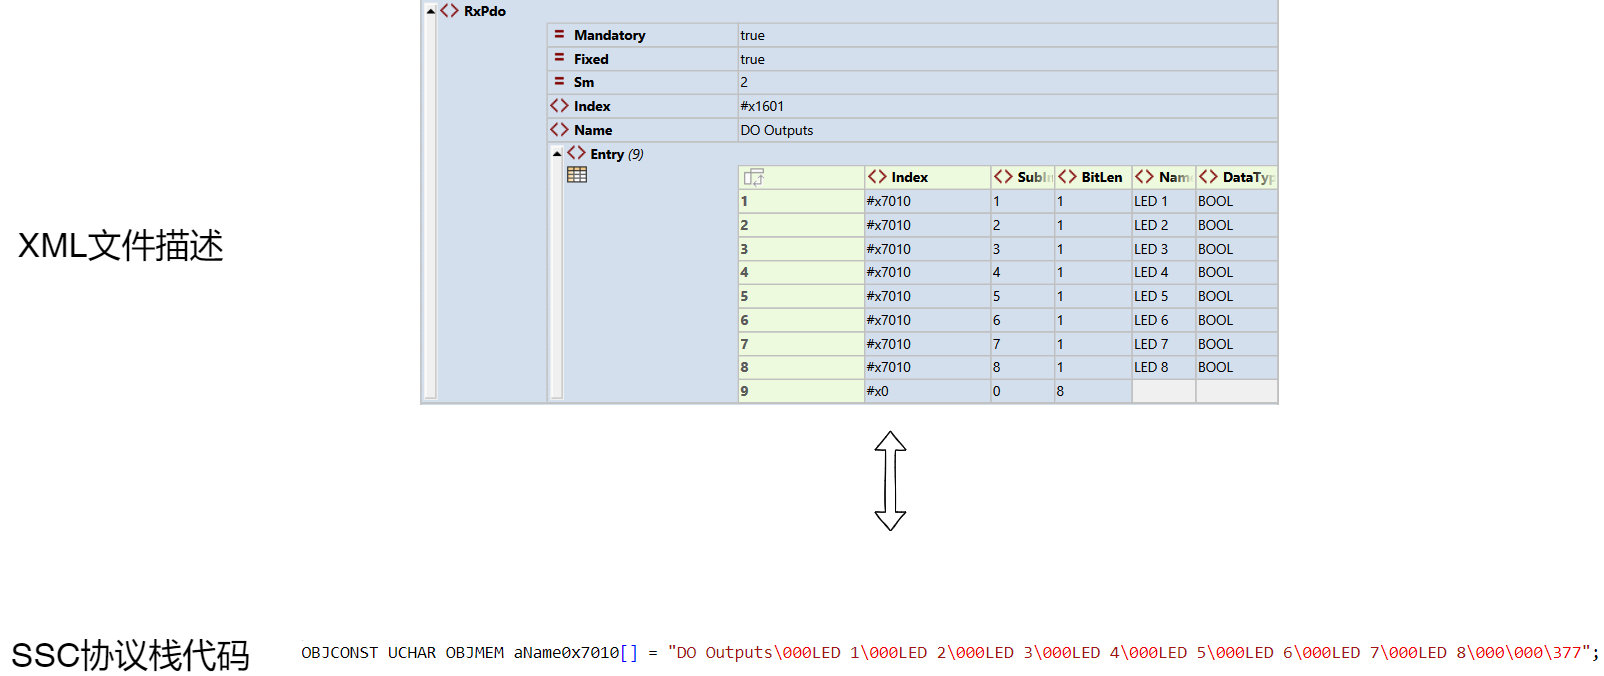 RxPdo
Mandatory true
Fixed true
Sm 2
Index #x1601
Name DO Outputs
Entry (9)
Index SubIn BitLen Nam DataTyp
1 #x7010 1 1 LED 1 BOOL
2 #x7010 2 1 LED 2 BOOL
3 #x7010 3 1 LED 3 BOOL
XML文件描述
4 #x7010 4 1 LED 4 BOOL
5 #x7010 5 1 LED 5 BOOL
6 #x7010 6 1 LED 6 BOOL
7 #x7010 7 1 LED 7 BOOL
8 #x7010 8 1 LED 8 BOOL
9 #x0 0 8
SSC协议栈代码 OBJCONST UCHAR OBJMEM aName0x7010[] = "DO Outputs\000LED 1\000LED 2\000LED 3\000LED 4\000LED 5\000LED 6\000LED 7\000LED 8\000\000\377";